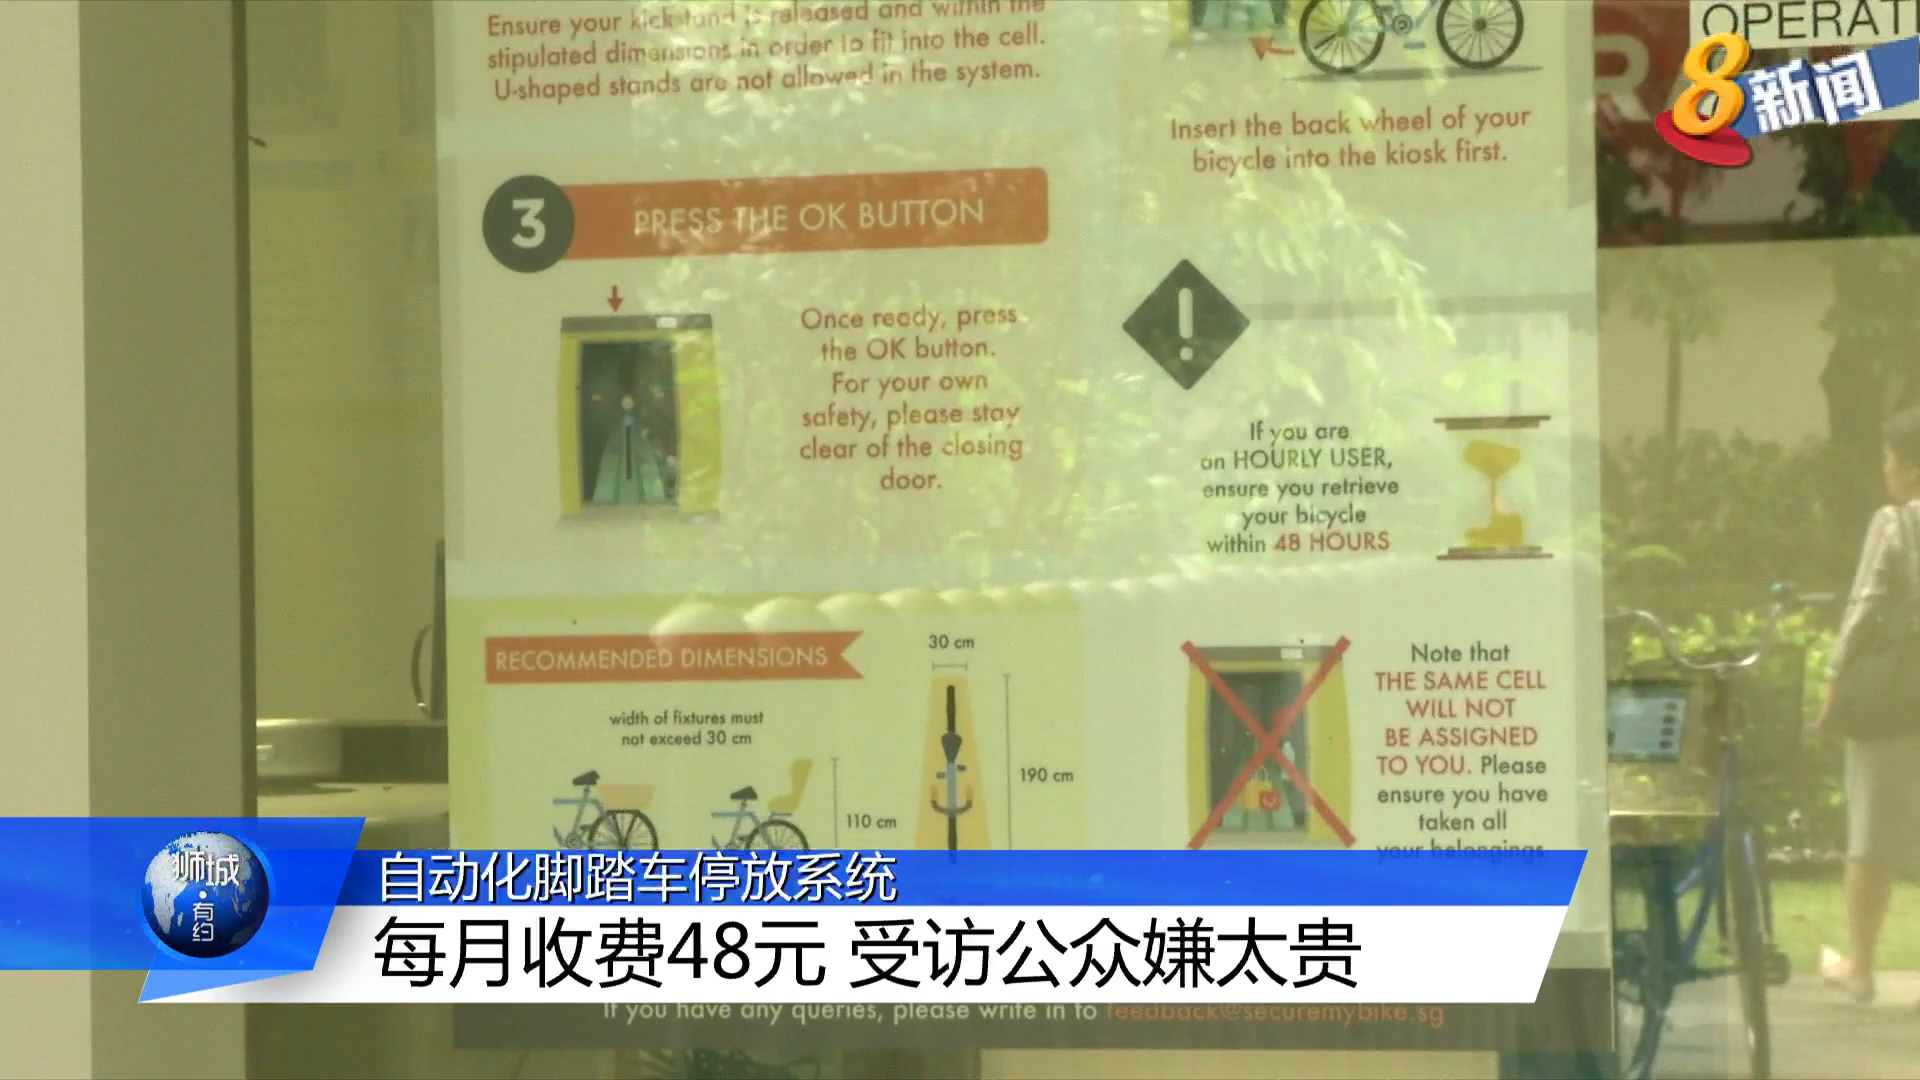 Ensure your kickstand is released and within the
stipulated dimensions in order to fit into the cell.
U-shaped stands are not allowed in the system.
OPERATI
R
8新闻
Insert the back wheel of your
bicycle into the kiosk first.
3
PRESS THE OK BUTTON
Once ready, press
the OK button.
For your own
safety, please stay
clear of the closing
door.
!
If you are
an HOURLY USER,
ensure you retrieve
your bicycle
within 48 HOURS
RECOMMENDED DIMENSIONS
width of fixtures must
not exceed 30 cm
30 cm
190 cm
110 cm
Note that
THE SAME CELL
WILL NOT
BE ASSIGNED
TO YOU. Please
ensure you have
taken all
your belongings
狮城
有约
自动化脚踏车停放系统
每月收费48元 受访公众嫌太贵
If you have any queries, please write in to feedback@securemybike.sg